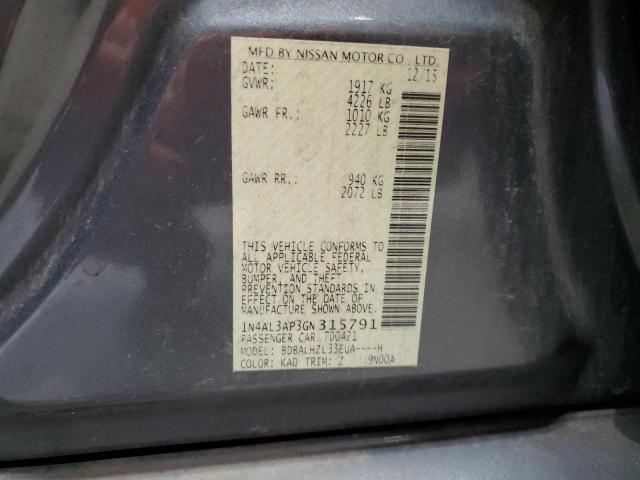 MFD BY NISSAN MOTOR CO., LTD.
DATE: 12/15
GVWR: 1917 KG
4226 LB
GAWR FR.: 1010 KG
2227 LB
GAWR RR.: 940 KG
2072 LB
THIS VEHICLE CONFORMS TO
ALL APPLICABLE FEDERAL
MOTOR VEHICLE SAFETY,
BUMPER, AND THEFT
PREVENTION STANDARDS IN
EFFECT ON THE DATE OF
MANUFACTURE SHOWN ABOVE.
1N4AL3AP3GN315791
PASSENGER CAR 700421
MODEL: BDBALHZL33EUA----H
COLOR: KAD TRIM: Z 9N00A